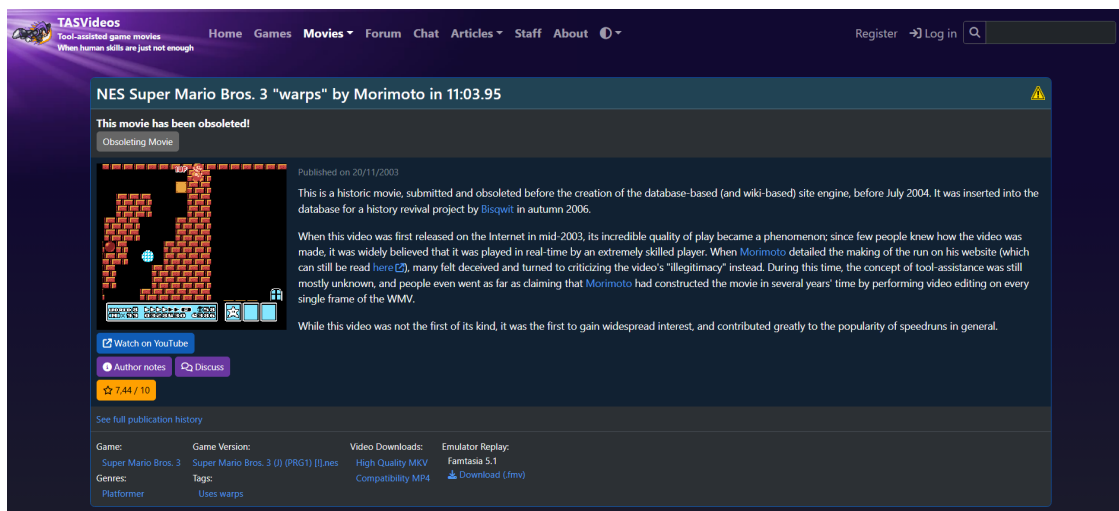 TASVideos
Tool-assisted game movies
When human skills are just not enough
Home Games Movies Forum Chat Articles Staff About
Register Log in
NES Super Mario Bros. 3 "warps" by Morimoto in 11:03.95
This movie has been obsoleted!
Obsoleting Movie
Published on 20/11/2003
This is a historic movie, submitted and obsoleted before the creation of the database-based (and wiki-based) site engine, before July 2004. It was inserted into the
database for a history revival project by Bisqwit in autumn 2006.
When this video was first released on the Internet in mid-2003, its incredible quality of play became a phenomenon; since few people knew how the video was
made, it was widely believed that it was played in real-time by an extremely skilled player. When Morimoto detailed the making of the run on his website (which
can still be read here), many felt deceived and turned to criticizing the video's "illegitimacy" instead. During this time, the concept of tool-assistance was still
mostly unknown, and people even went as far as claiming that Morimoto had constructed the movie in several years' time by performing video editing on every
single frame of the WMV.
While this video was not the first of its kind, it was the first to gain widespread interest, and contributed greatly to the popularity of speedruns in general.
Watch on YouTube
Author notes Discuss
7,44 / 10
See full publication history
Game: Game Version: Video Downloads: Emulator Replay:
Super Mario Bros. 3 Super Mario Bros. 3 (J) (PRG1) [!].nes High Quality MKV Famtasia 5.1
Genres: Tags: Compatibility MP4 Download (.fmv)
Platformer Uses warps